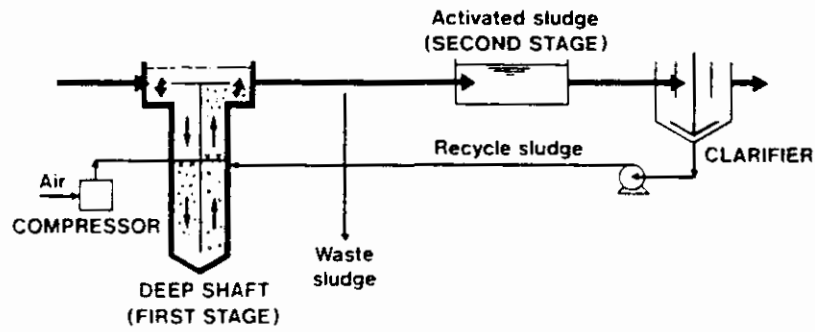 Activated sludge
(SECOND STAGE)
Recycle sludge
CLARIFIER
Air
COMPRESSOR
Waste
sludge
DEEP SHAFT
(FIRST STAGE)